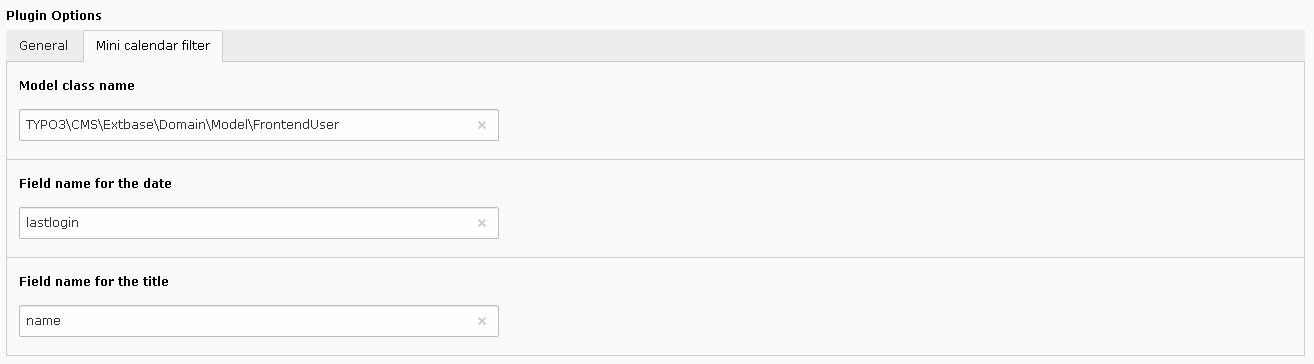 Plugin Options
General
Mini calendar filter
Model class name
TYPO3\CMS\Extbase\Domain\Model\FrontendUser
Field name for the date
lastlogin
Field name for the title
name